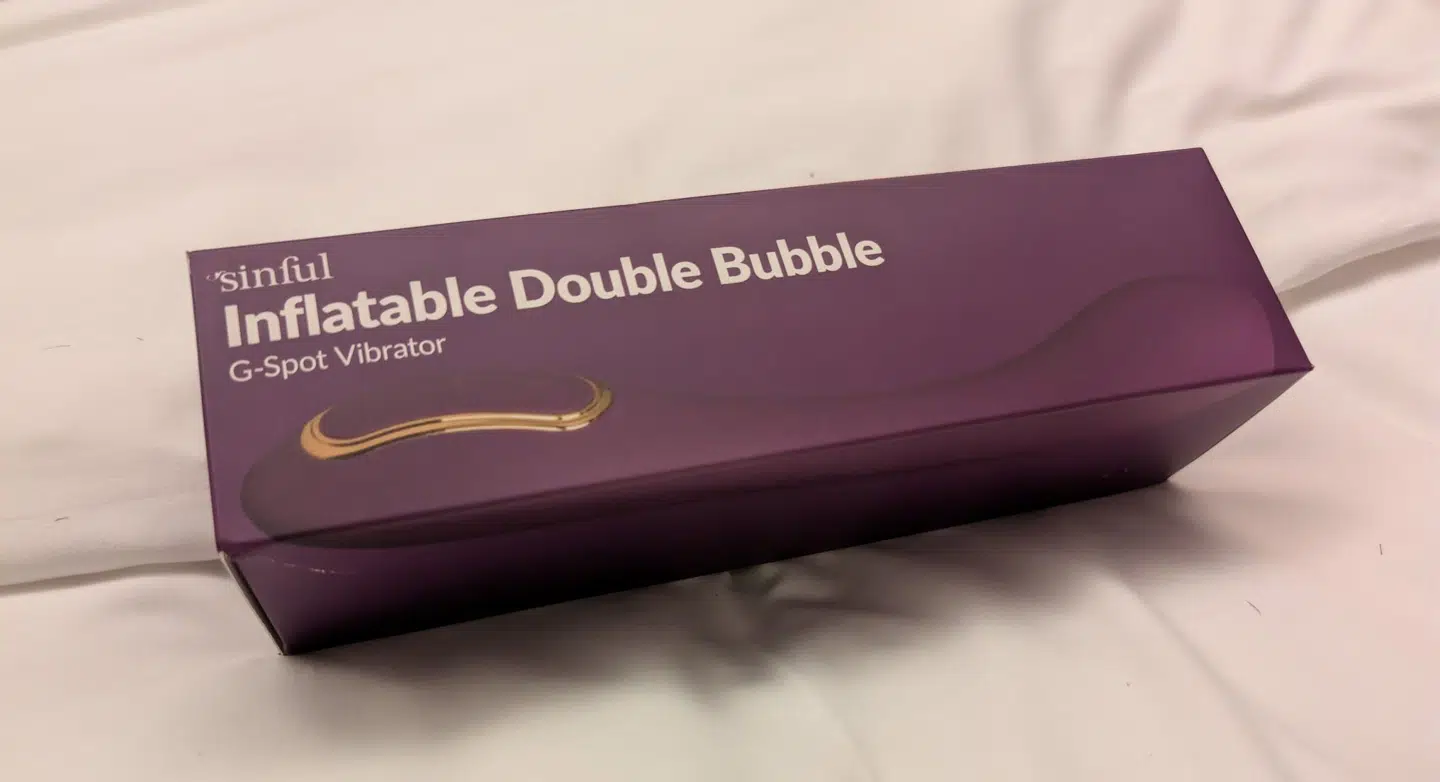 sinful
Inflatable Double Bubble
G-Spot Vibrator